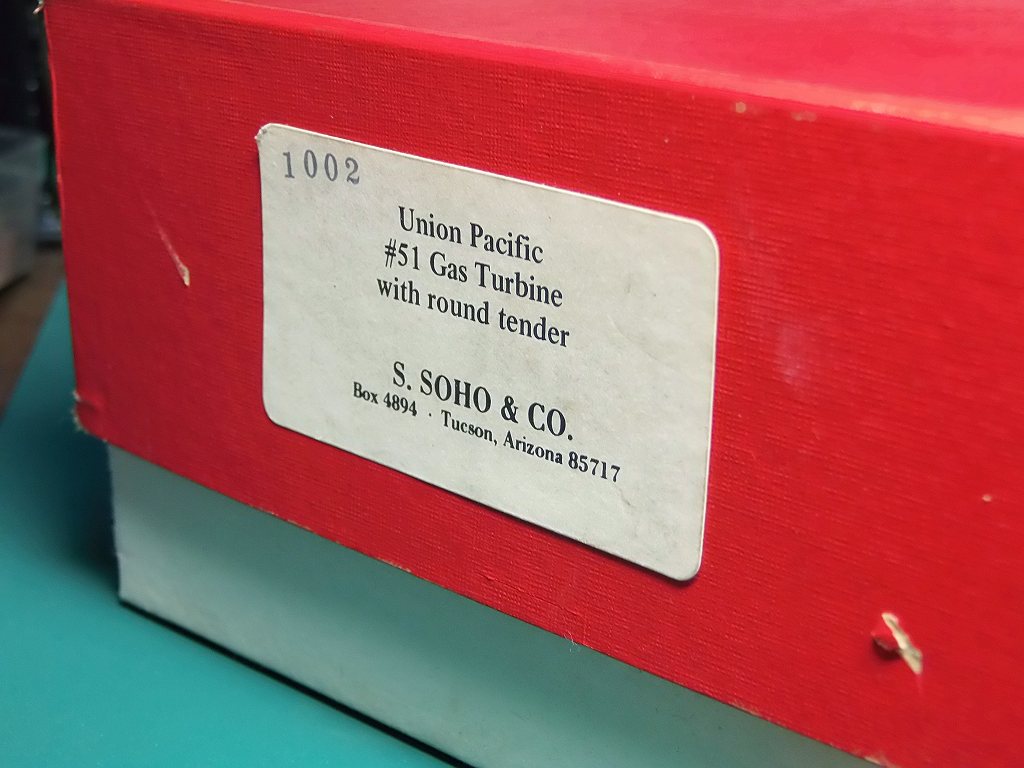 1002
Union Pacific
#51 Gas Turbine
with round tender
S. SOHO & CO.
Box 4894 · Tucson, Arizona 85717